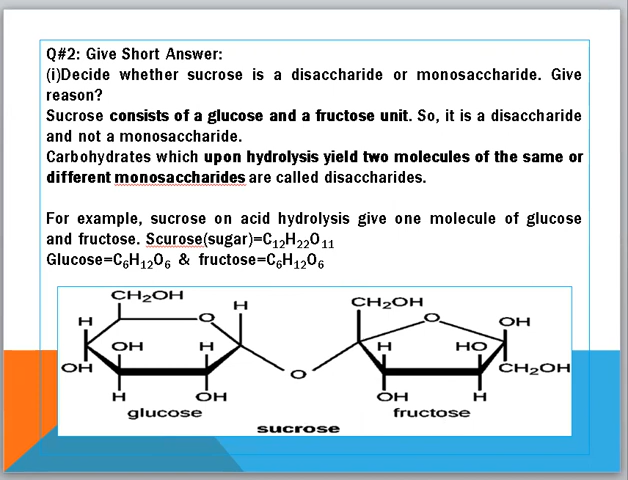 Q#2: Give Short Answer:
(i)Decide whether sucrose is a disaccharide or monosaccharide. Give
reason?
Sucrose consists of a glucose and a fructose unit. So, it is a disaccharide
and not a monosaccharide.
Carbohydrates which upon hydrolysis yield two molecules of the same or
different monosaccharides are called disaccharides.
For example, sucrose on acid hydrolysis give one molecule of glucose
and fructose. Scurose(sugar)=C₁₂H₂₂O₁₁
Glucose=C₆H₁₂O₆ & fructose=C₆H₁₂O₆
CH₂OH
H
CH₂OH
H
O
O
OH
OH
H
H
HO
OH
O
CH₂OH
H
OH
OH
H
glucose
fructose
sucrose